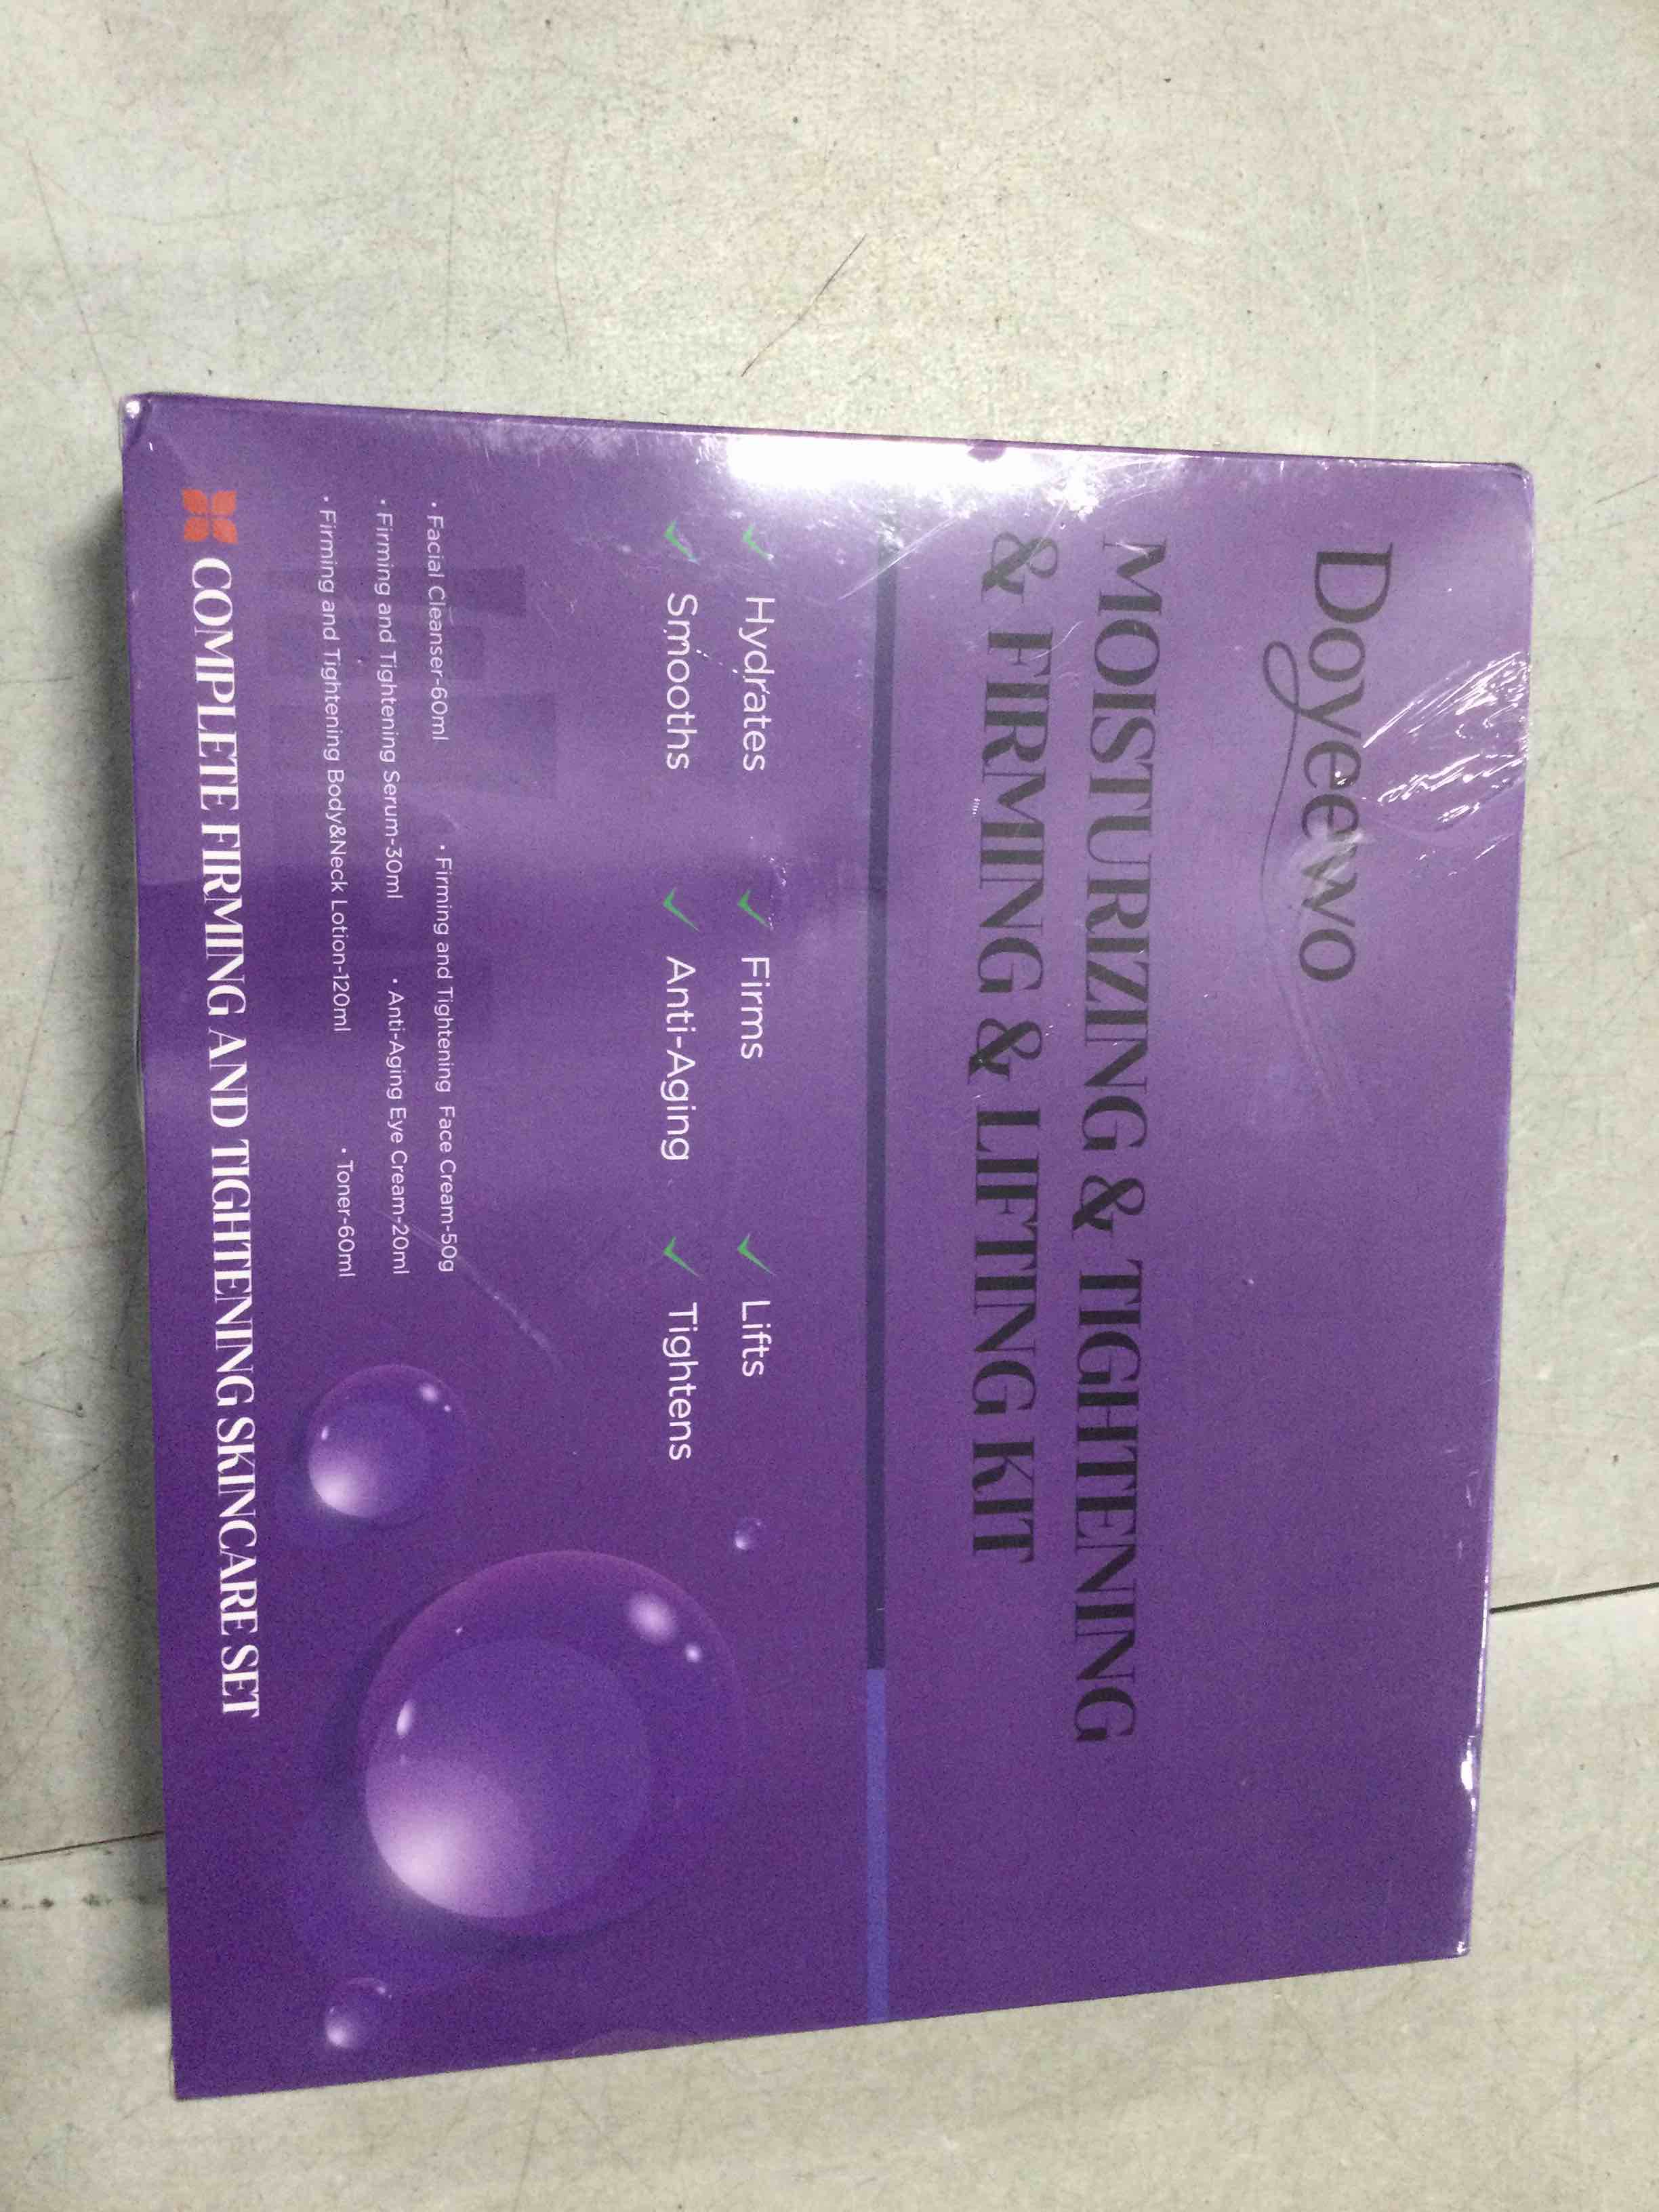 Doyeewo
MOISTURIZING & TIGHTENING
& FIRMING & LIFTING KIT
✓ Hydrates ✓ Firms ✓ Lifts
✓ Smooths ✓ Anti-Aging ✓ Tightens
· Facial Cleanser-60ml · Firming and Tightening Face Cream-50g
· Firming and Tightening Serum-30ml · Anti-Aging Eye Cream-20ml
· Firming and Tightening Body&Neck Lotion-120ml · Toner-60ml
COMPLETE FIRMING AND TIGHTENING SKINCARE SET